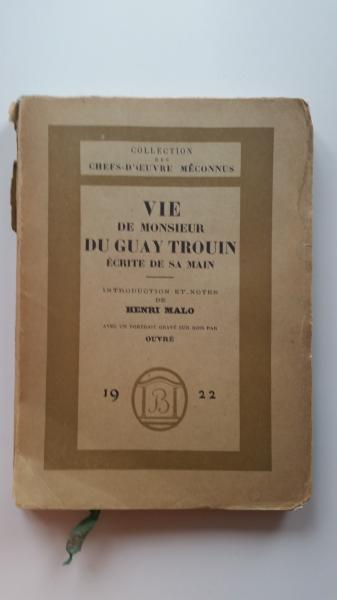 COLLECTION
DES
CHEFS-D'ŒUVRE MÉCONNUS
VIE
DE MONSIEUR
DU GUAY TROUIN
ÉCRITE DE SA MAIN
INTRODUCTION ET NOTES
DE
HENRI MALO
AVEC UN PORTRAIT GRAVÉ SUR BOIS PAR
OUVRÉ
19 B 22